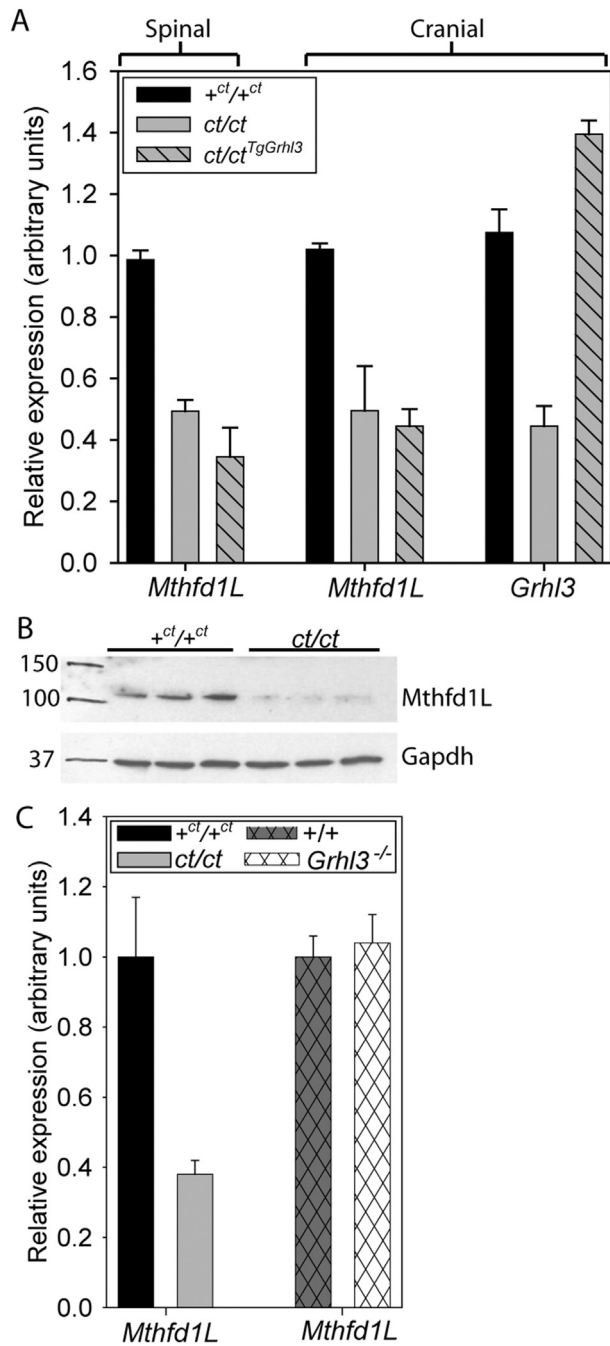 A
Spinal Cranial
1.6
1.4
1.2
1.0
0.8
0.6
0.4
0.2
0.0
Relative expression (arbitrary units)
+ct/+ct
ct/ct
ct/ctTgGrhl3
Mthfd1L Mthfd1L Grhl3
B
+ct/+ct ct/ct
150
100
Mthfd1L
37
Gapdh
C
1.4
1.2
1.0
0.8
0.6
0.4
0.2
0.0
Relative expression (arbitrary units)
+ct/+ct +/+
ct/ct Grhl3-/-
Mthfd1L Mthfd1L